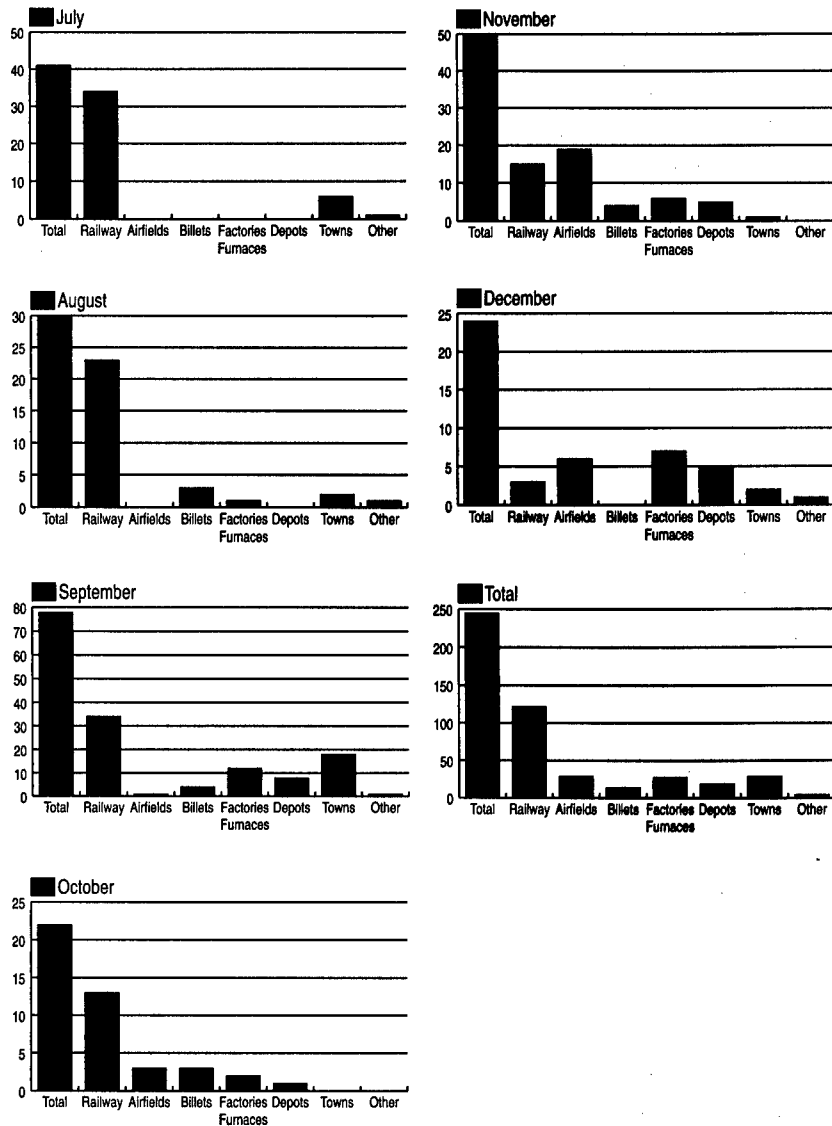 July
50
40
30
20
10
0
Total Railway Airfields Billets Factories Depots Towns Other
Furnaces
August
30
25
20
15
10
5
0
Total Railway Airfields Billets Factories Depots Towns Other
Furnaces
September
80
70
60
50
40
30
20
10
0
Total Railway Airfields Billets Factories Depots Towns Other
Furnaces
October
25
20
15
10
5
0
Total Railway Airfields Billets Factories Depots Towns Other
Furnaces
November
50
40
30
20
10
0
Total Railway Airfields Billets Factories Depots Towns Other
Furnaces
December
25
20
15
10
5
0
Total Railway Airfields Billets Factories Depots Towns Other
Furnaces
Total
250
200
150
100
50
0
Total Railway Airfields Billets Factories Depots Towns Other
Furnaces